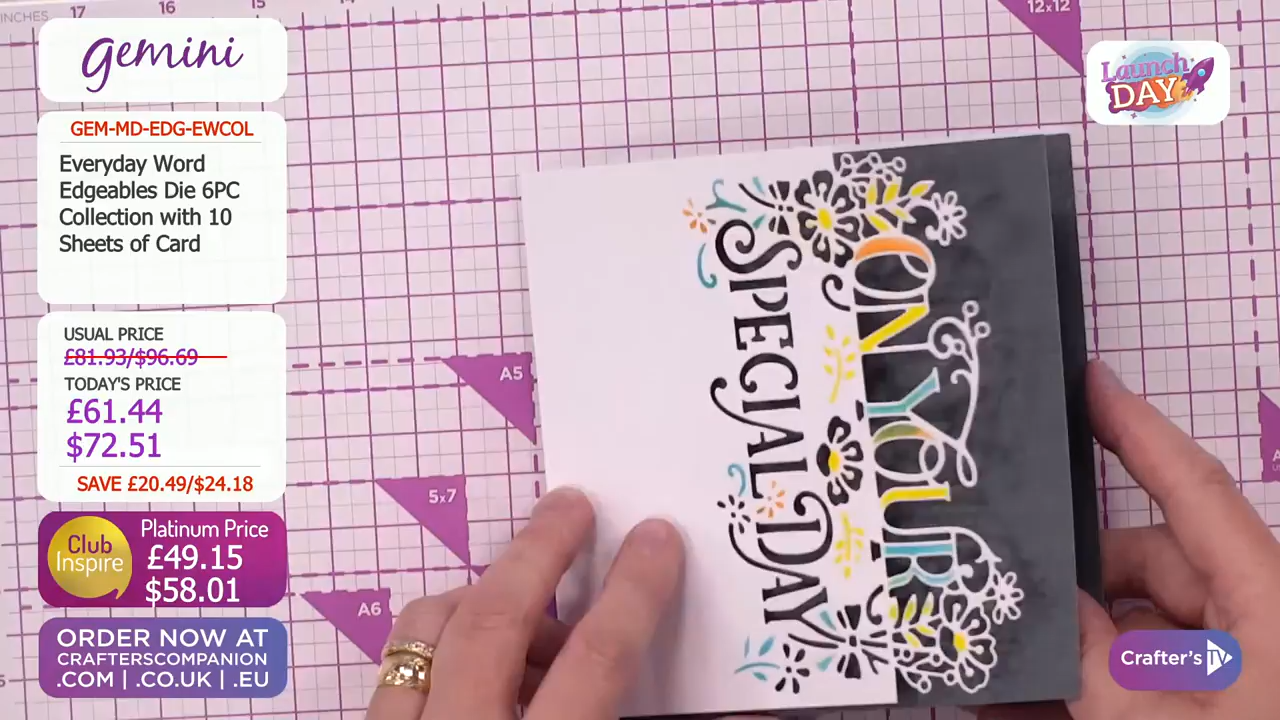 INCHES 17 16 15 14
gemini
GEM-MD-EDG-EWCOL
Everyday Word
Edgeables Die 6PC
Collection with 10
Sheets of Card
USUAL PRICE
£81.93/$96.69
TODAY'S PRICE
£61.44
$72.51
SAVE £20.49/$24.18
Club
Inspire
Platinum Price
£49.15
$58.01
ORDER NOW AT
CRAFTERSCOMPANION
.COM | .CO.UK | .EU
12x12
Launch
DAY
A5
5x7
A6
ON YOUR
SPECIAL DAY
Crafter's TV